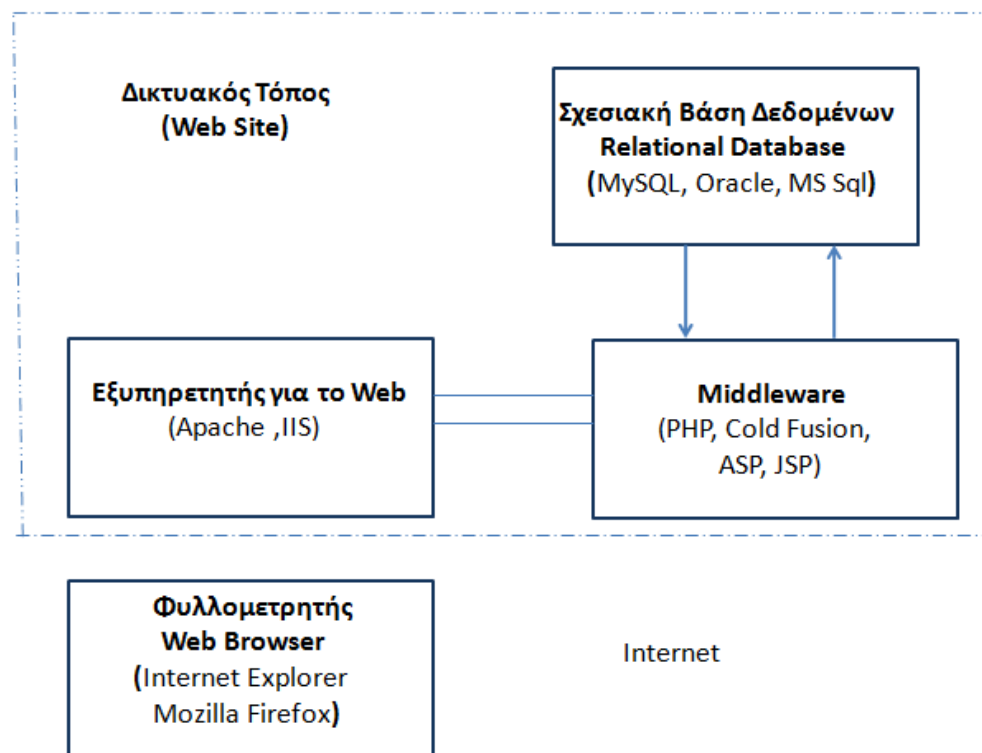 Δικτυακός Τόπος
(Web Site)
Σχεσιακή Βάση Δεδομένων
Relational Database
(MySQL, Oracle, MS Sql)
Εξυπηρετητής για το Web
(Apache ,IIS)
Middleware
(PHP, Cold Fusion,
ASP, JSP)
Φυλλομετρητής
Web Browser
(Internet Explorer
Mozilla Firefox)
Internet